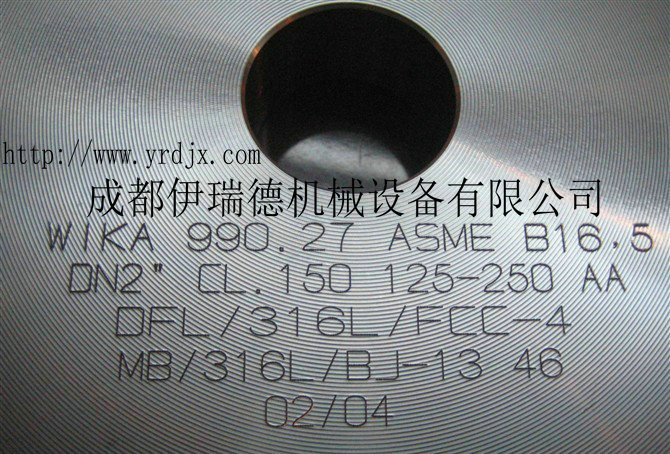 http://www.yrdjx.com
成都伊瑞德机械设备有限公司
WIKA 990.27 ASME B16,5
DN2" CL.150 125-250 AA
DFL/316L/FCC-4
MB/316L/BJ-13 46
02/04